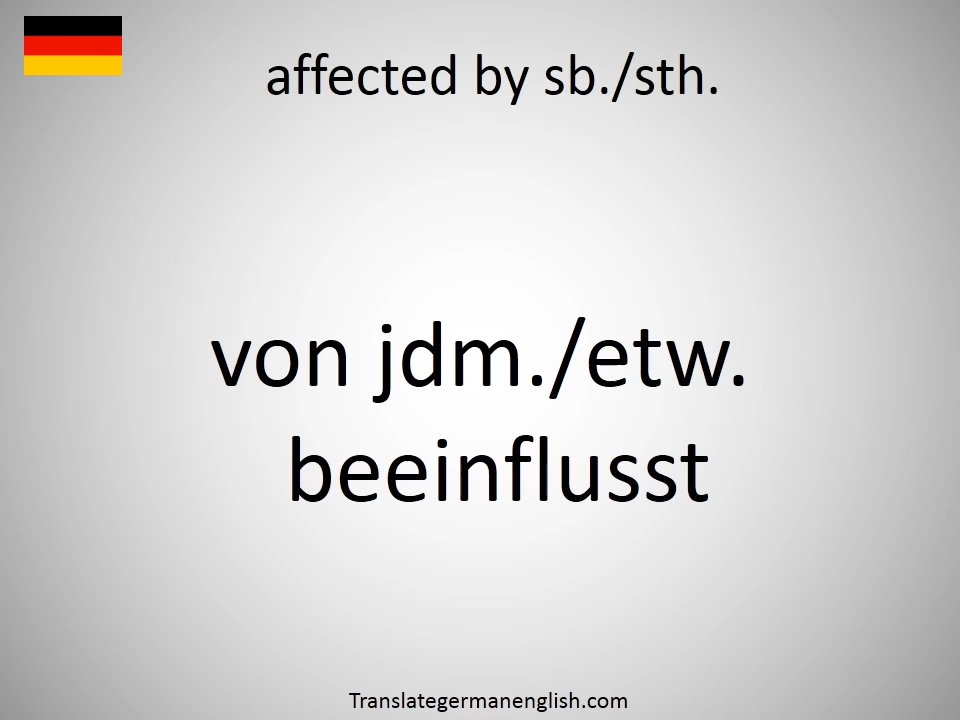 affected by sb./sth.
von jdm./etw.
beeinflusst
Translategermanenglish.com